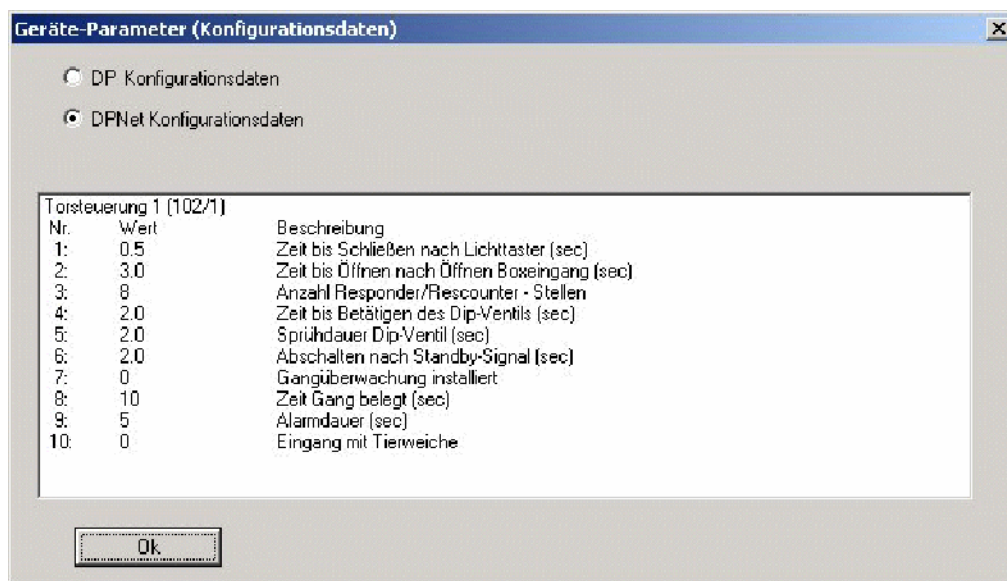 Geräte-Parameter (Konfigurationsdaten)
DP Konfigurationsdaten
DPNet Konfigurationsdaten
Torsteuerung 1 (102/1)
Nr. Wert Beschreibung
1: 0.5 Zeit bis Schließen nach Lichttaster (sec)
2: 3.0 Zeit bis Öffnen nach Öffnen Boxeingang (sec)
3: 8 Anzahl Responder/Rescounter - Stellen
4: 2.0 Zeit bis Betätigen des Dip-Ventils (sec)
5: 2.0 Sprühdauer Dip-Ventil (sec)
6: 2.0 Abschalten nach Standby-Signal (sec)
7: 0 Gangüberwachung installiert
8: 10 Zeit Gang belegt (sec)
9: 5 Alarmdauer (sec)
10: 0 Eingang mit Tierweiche
Ok